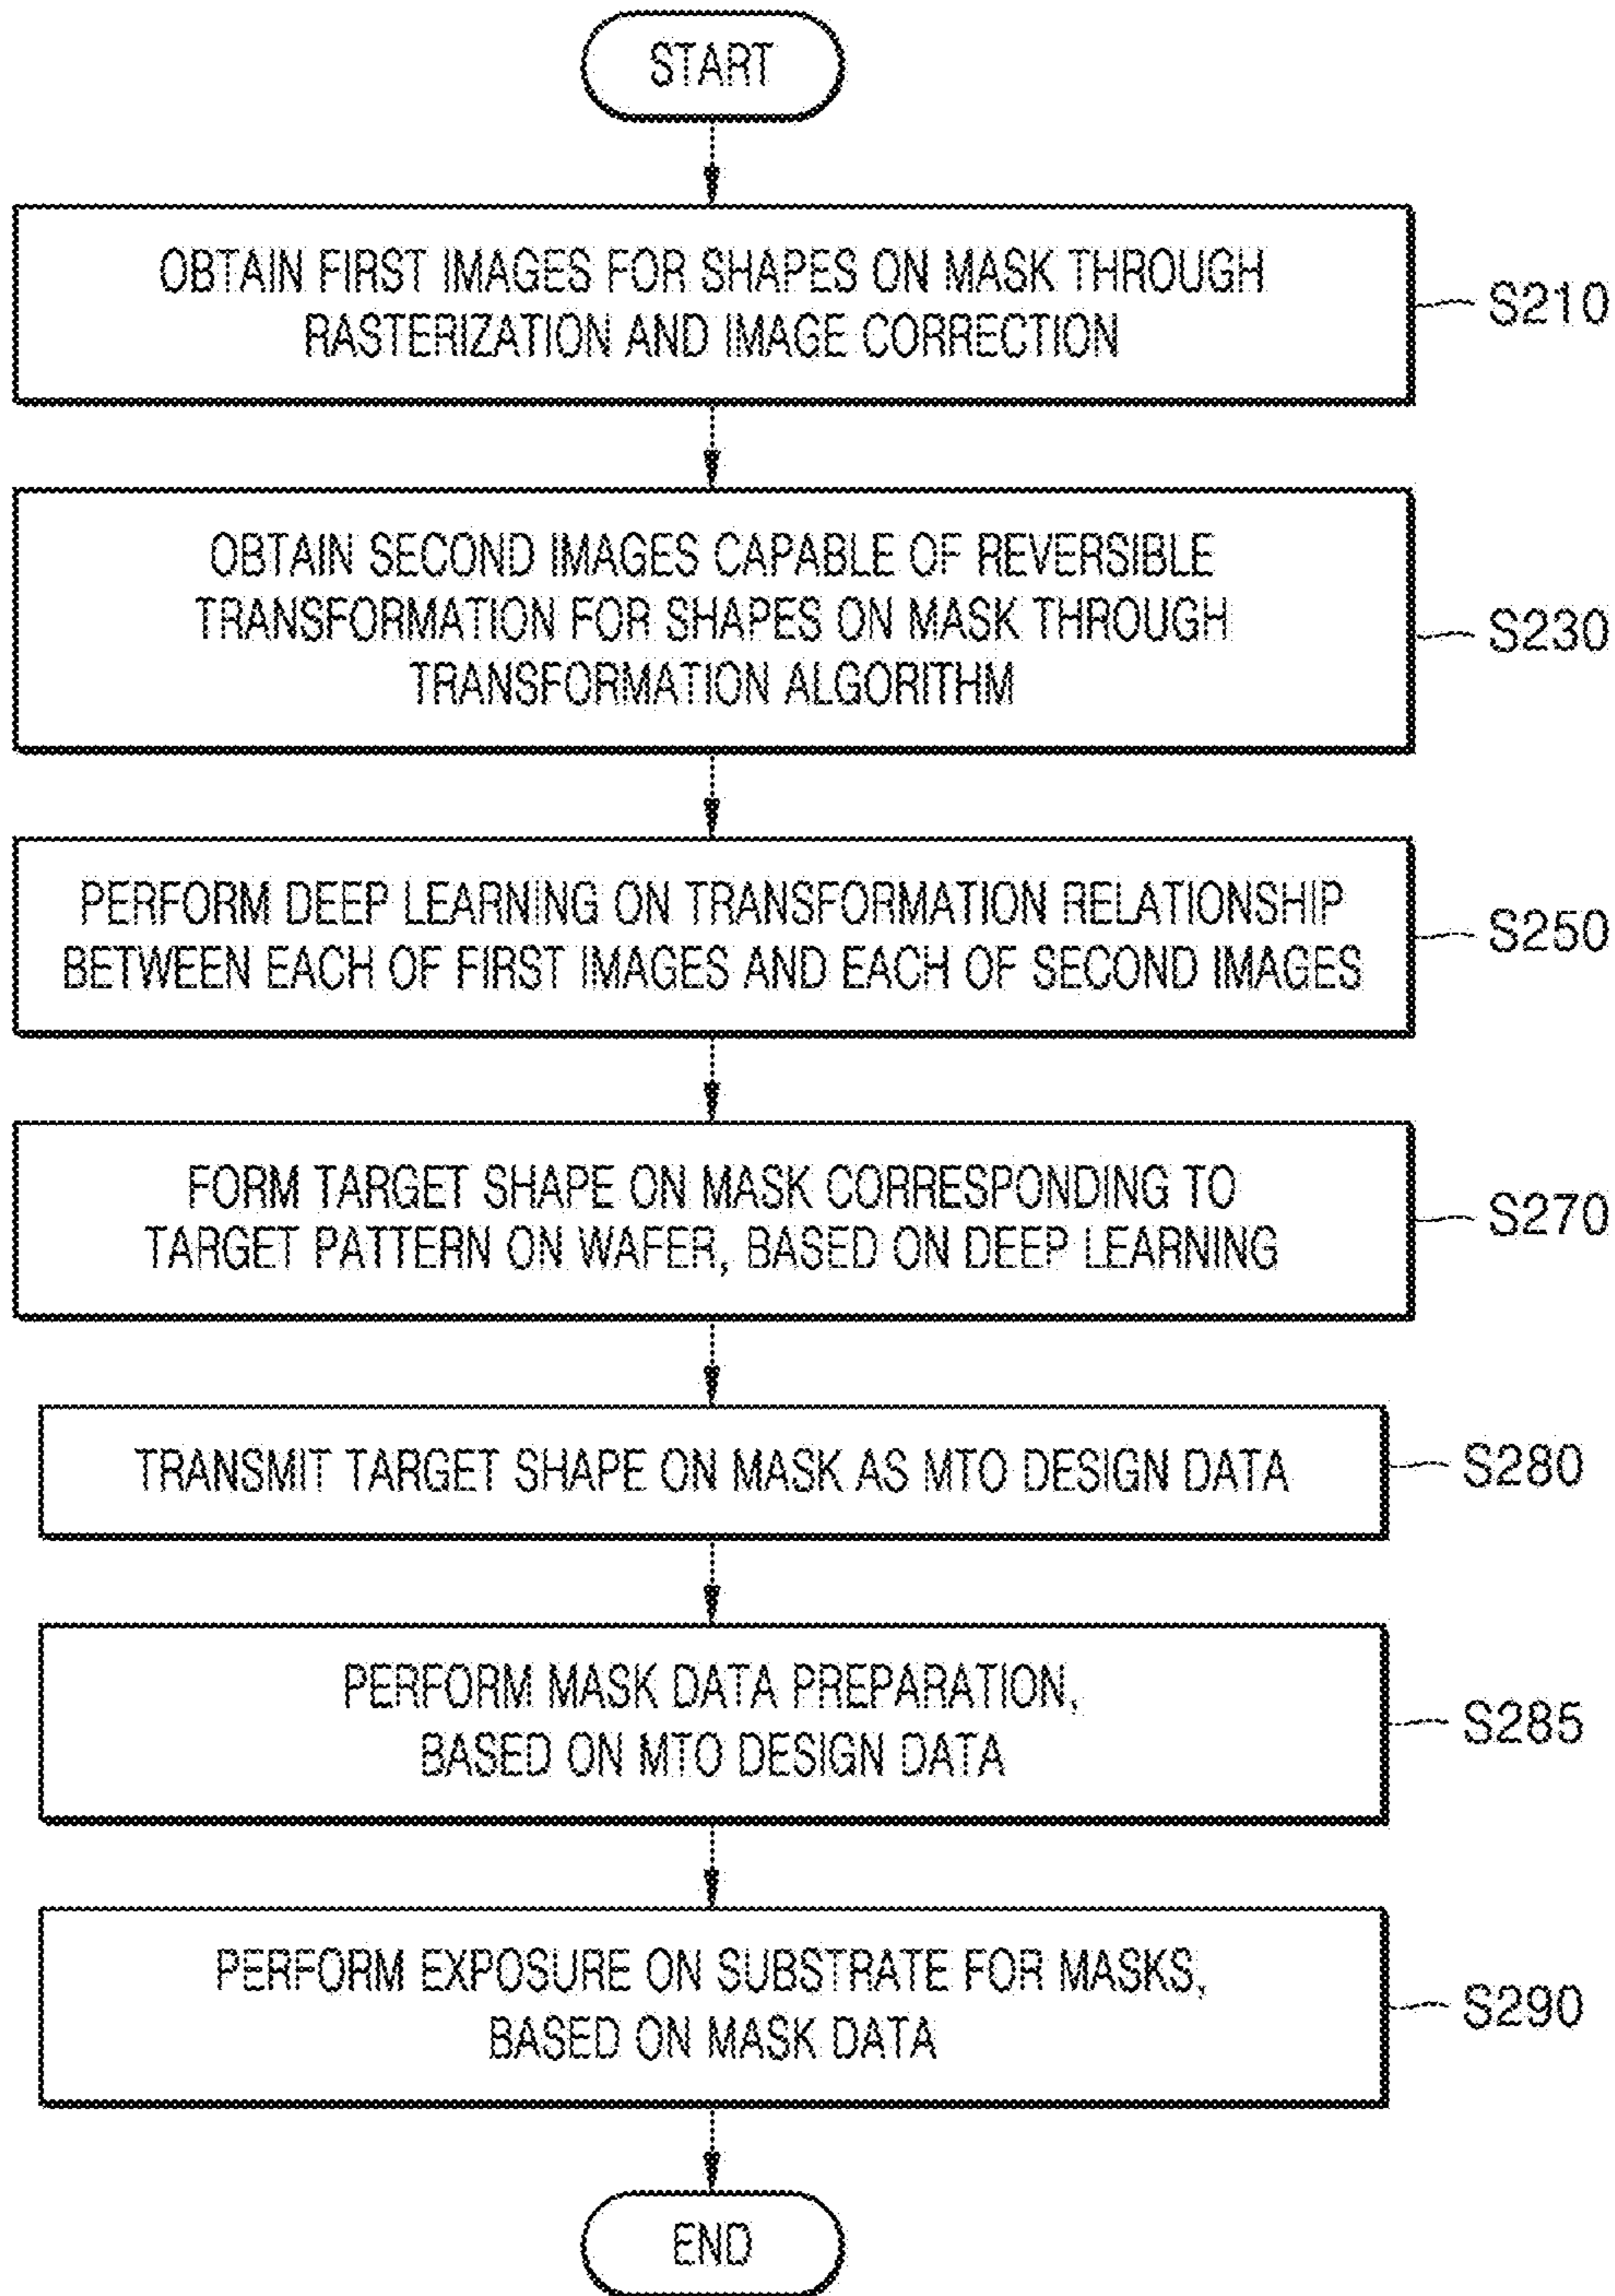 START
OBTAIN FIRST IMAGES FOR SHAPES ON MASK THROUGH
RASTERIZATION AND IMAGE CORRECTION
S210
OBTAIN SECOND IMAGES CAPABLE OF REVERSIBLE
TRANSFORMATION FOR SHAPES ON MASK THROUGH
TRANSFORMATION ALGORITHM
S230
PERFORM DEEP LEARNING ON TRANSFORMATION RELATIONSHIP
BETWEEN EACH OF FIRST IMAGES AND EACH OF SECOND IMAGES
S250
FORM TARGET SHAPE ON MASK CORRESPONDING TO
TARGET PATTERN ON WAFER, BASED ON DEEP LEARNING
S270
TRANSMIT TARGET SHAPE ON MASK AS MTO DESIGN DATA
S280
PERFORM MASK DATA PREPARATION,
BASED ON MTO DESIGN DATA
S285
PERFORM EXPOSURE ON SUBSTRATE FOR MASKS,
BASED ON MASK DATA
S290
END